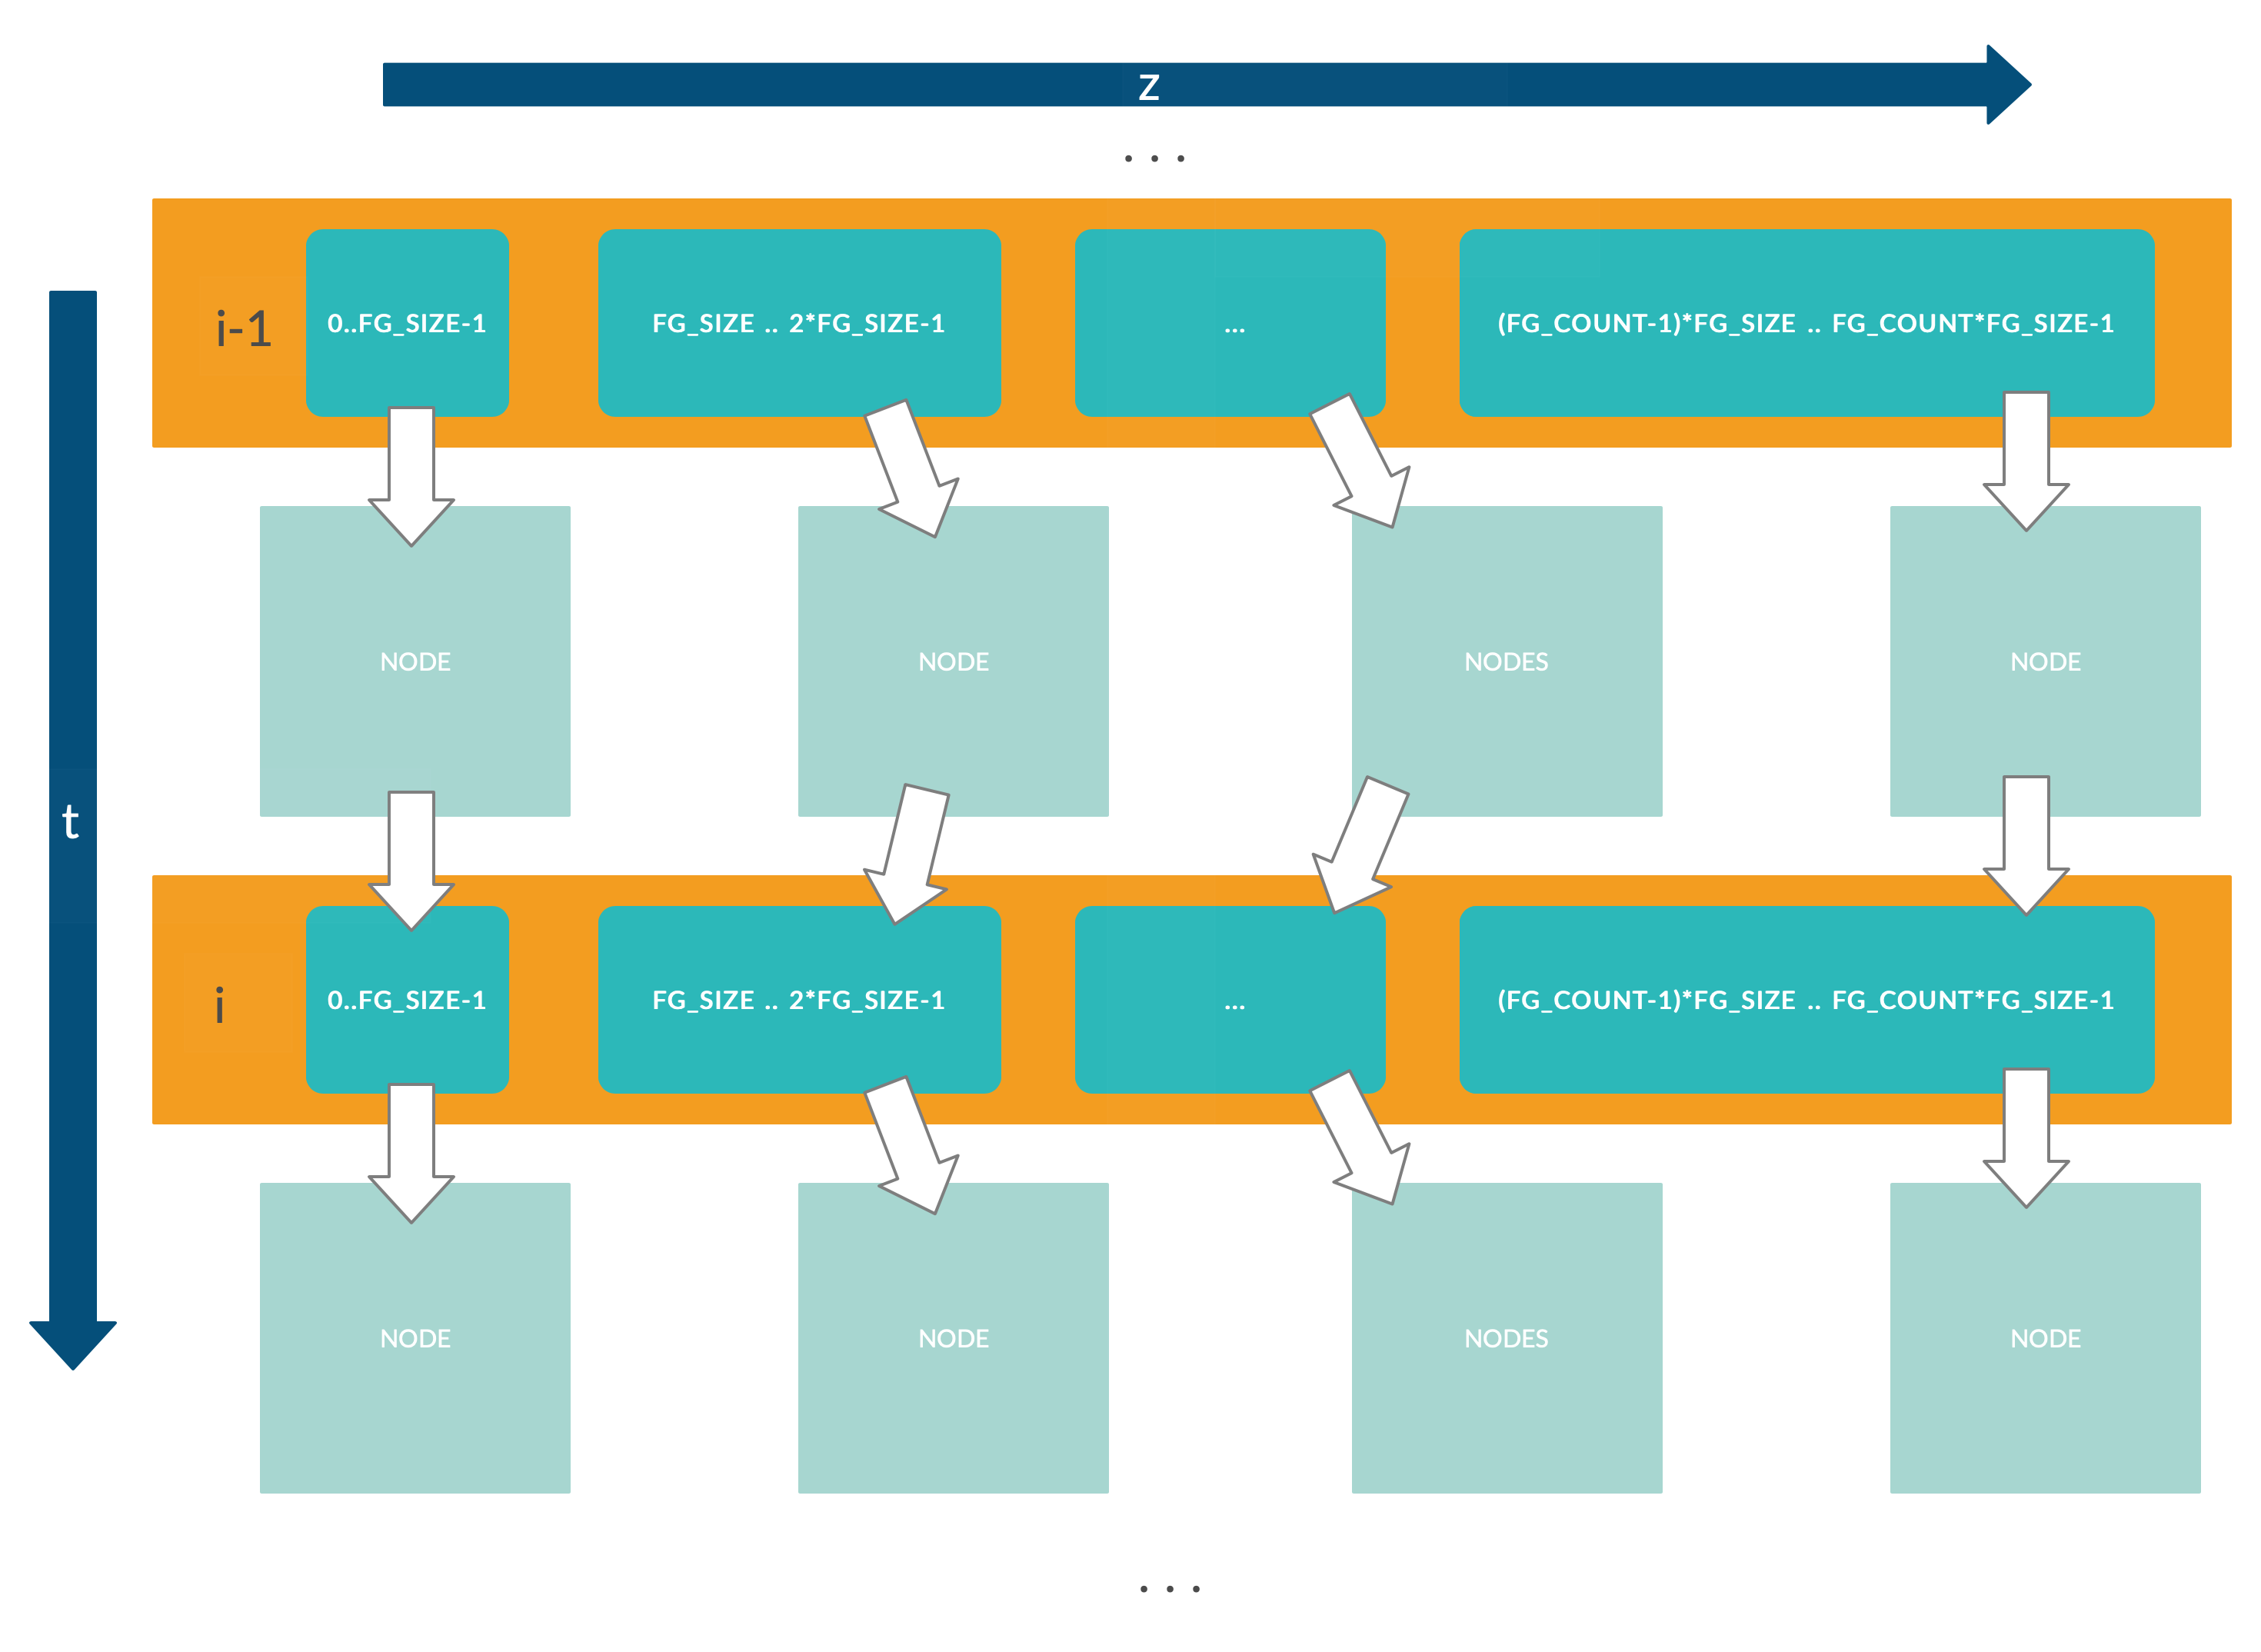 z
. . .
i-1
0..FG_SIZE-1
FG_SIZE .. 2*FG_SIZE-1
...
(FG_COUNT-1)*FG_SIZE .. FG_COUNT*FG_SIZE-1
NODE
NODE
NODES
NODE
t
i
0..FG_SIZE-1
FG_SIZE .. 2*FG_SIZE-1
...
(FG_COUNT-1)*FG_SIZE .. FG_COUNT*FG_SIZE-1
NODE
NODE
NODES
NODE
. . .